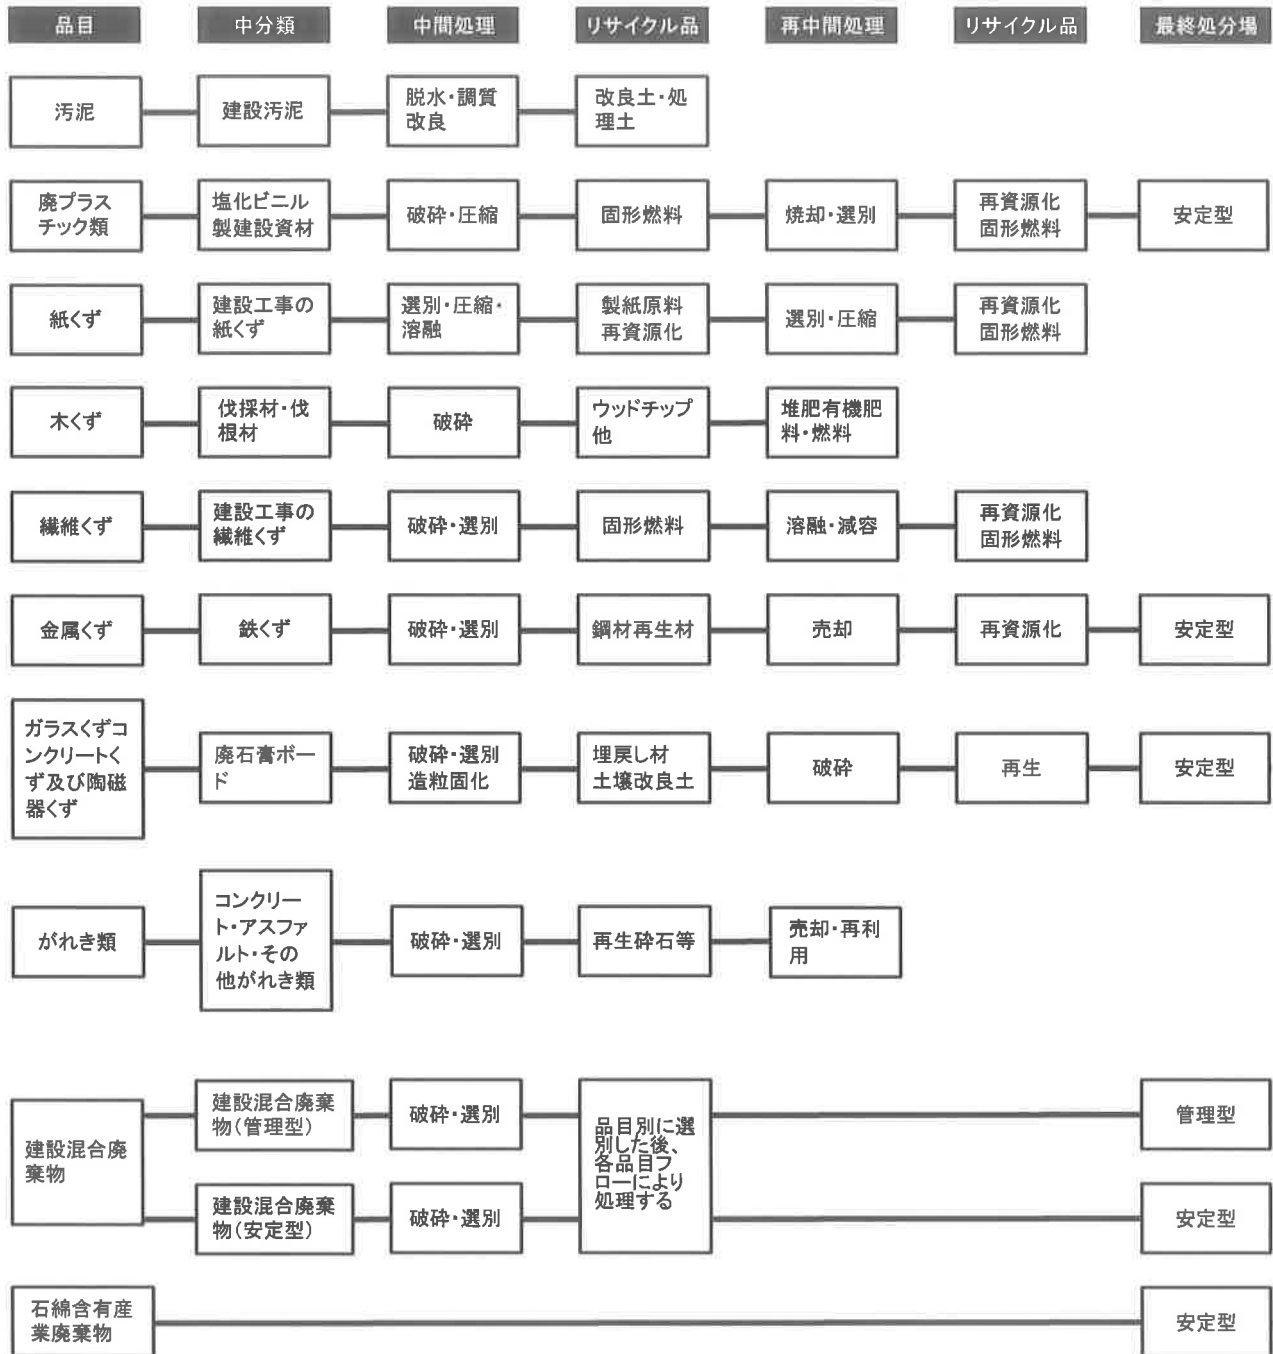 品目
中分類
中間処理
リサイクル品
再中間処理
リサイクル品
最終処分場
汚泥
建設汚泥
脱水・調質
改良
改良土・処
理土
廃プラス
チック類
塩化ビニル
製建設資材
破砕・圧縮
固形燃料
焼却・選別
再資源化
固形燃料
安定型
紙くず
建設工事の
紙くず
選別・圧縮・
溶融
製紙原料
再資源化
選別・圧縮
再資源化
固形燃料
木くず
伐採材・伐
根材
破砕
ウッドチップ
他
堆肥有機肥
料・燃料
繊維くず
建設工事の
繊維くず
破砕・選別
固形燃料
溶融・減容
再資源化
固形燃料
金属くず
鉄くず
破砕・選別
鋼材再生材
売却
再資源化
安定型
ガラスくずコ
ンクリートく
ず及び陶磁
器くず
廃石膏ボー
ド
破砕・選別
造粒固化
埋戻し材
土壌改良土
破砕
再生
安定型
がれき類
コンクリー
ト・アスファ
ルト・その
他がれき類
破砕・選別
再生砕石等
売却・再利
用
建設混合廃
棄物
建設混合廃棄
物(管理型)
破砕・選別
品目別に選
別した後、
各品目フ
ローにより
処理する
管理型
建設混合廃棄
物(安定型)
破砕・選別
安定型
石綿含有産
業廃棄物
安定型